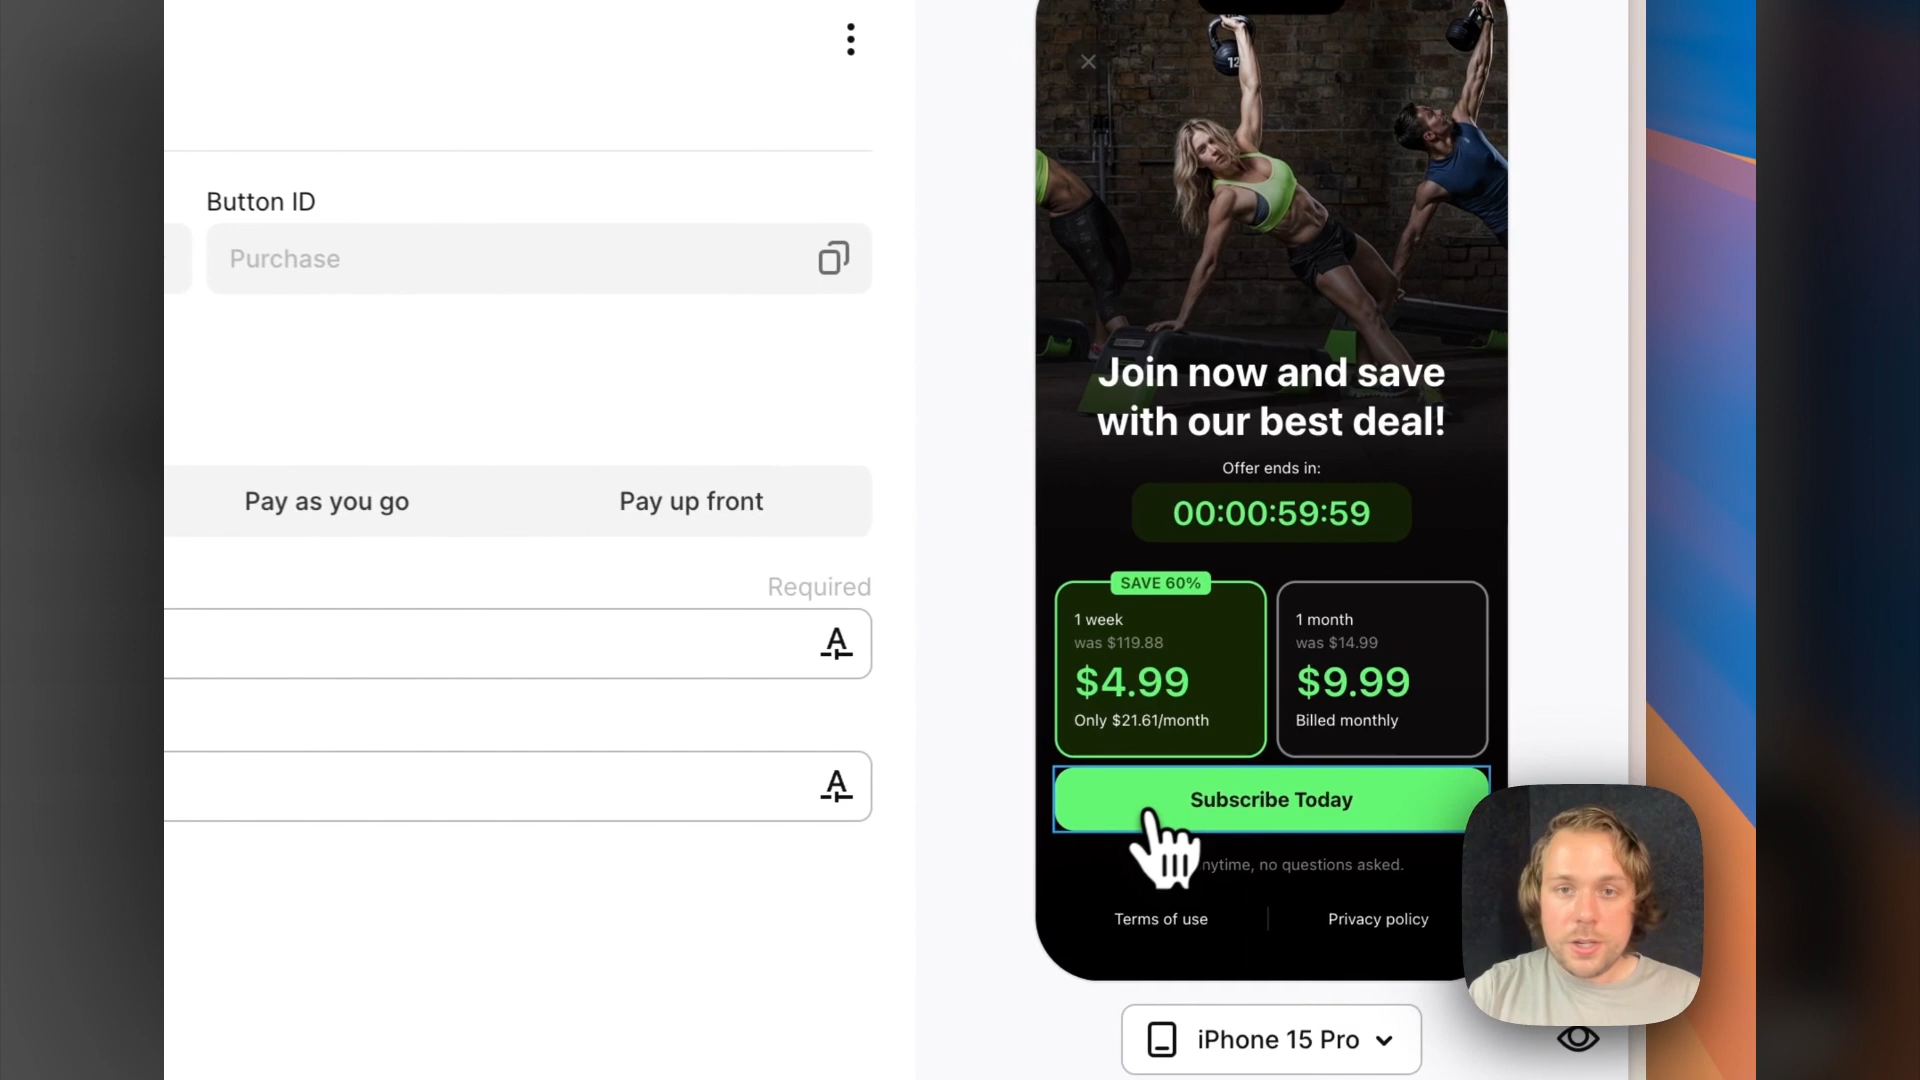 Button ID
Purchase
Pay as you go
Pay up front
Required
12
Join now and save
with our best deal!
Offer ends in:
00:00:59:59
SAVE 60%
1 week
was $119.88
$4.99
Only $21.61/month
1 month
was $14.99
$9.99
Billed monthly
Subscribe Today
nytime, no questions asked.
Terms of use
Privacy policy
iPhone 15 Pro